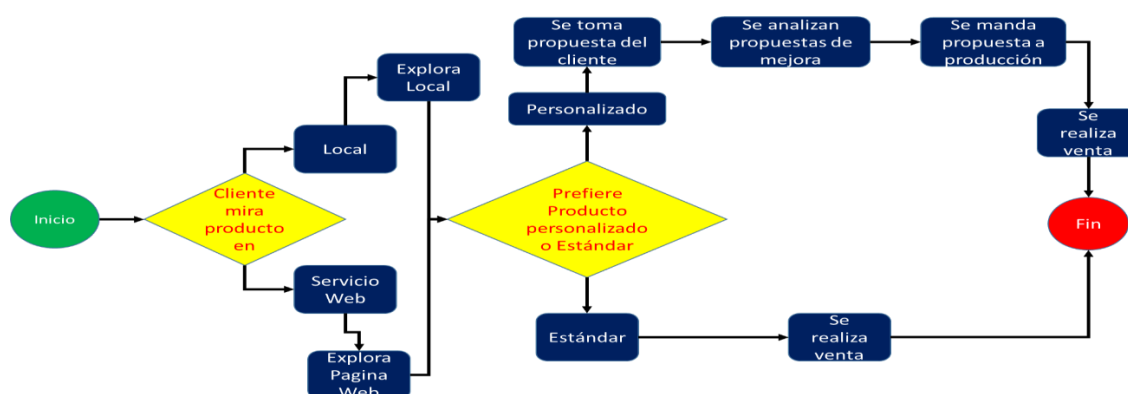 Inicio
Cliente
mira
producto
en
Local
Explora
Local
Servicio
Web
Explora
Pagina
Web
Prefiere
Producto
personalizado
o Estándar
Personalizado
Se toma
propuesta del
cliente
Se analizan
propuestas de
mejora
Se manda
propuesta a
producción
Se
realiza
venta
Estándar
Se
realiza
venta
Fin